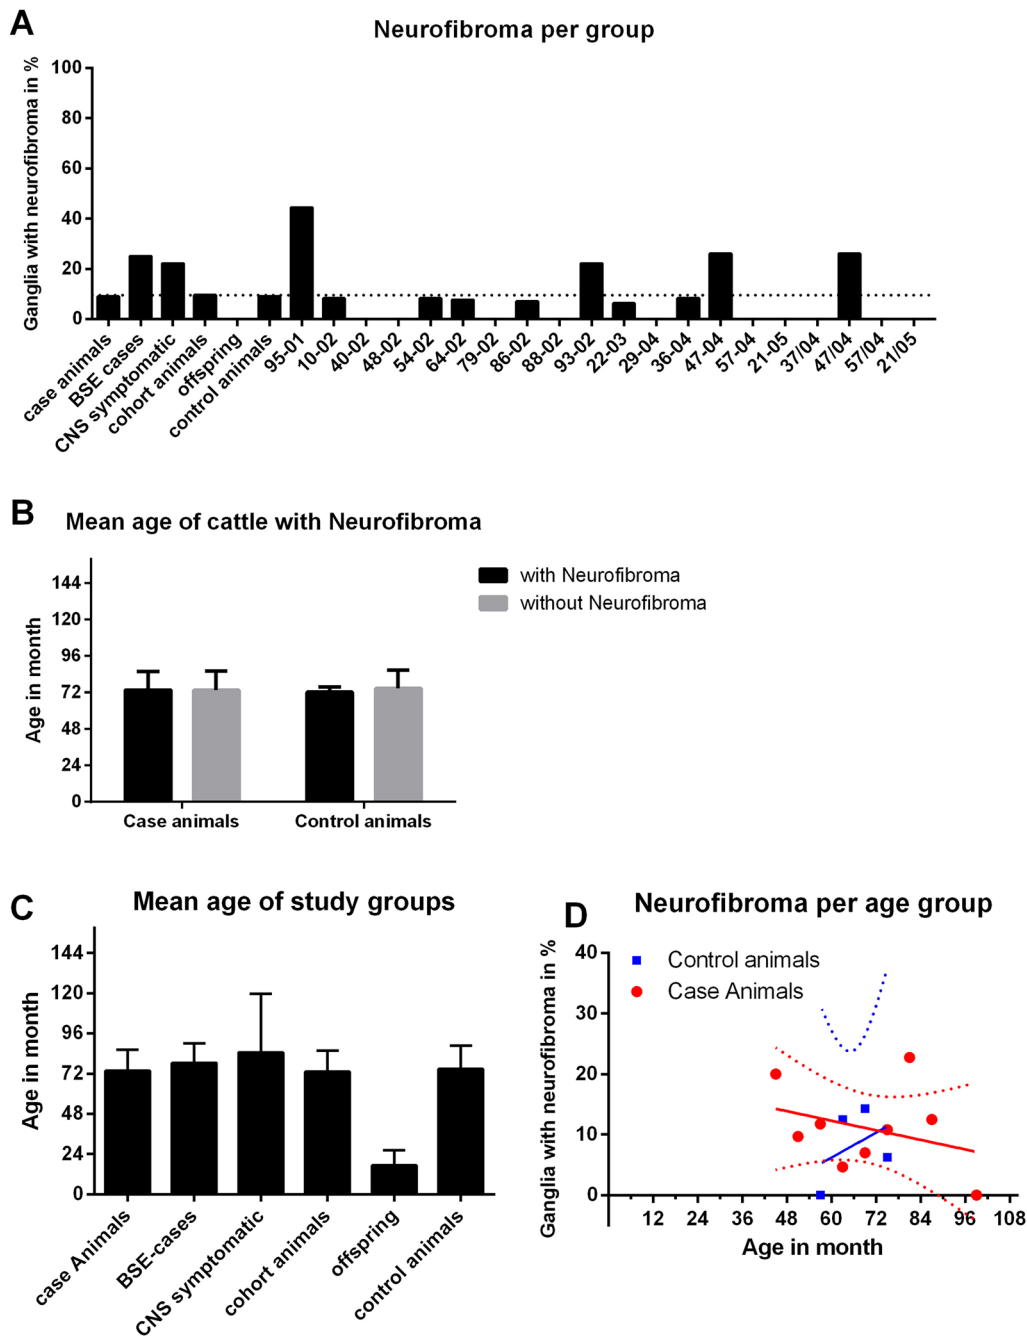 A
Neurofibroma per group
Ganglia with neurofibroma in %
100
80
60
40
20
0
case animals
BSE cases
CNS symptomatic
cohort animals
offspring
control animals
95-01
10-02
40-02
48-02
54-02
64-02
79-02
86-02
88-02
93-02
22-03
29-04
36-04
47-04
57-04
21-05
37/04
47/04
57/04
21/05
B
Mean age of cattle with Neurofibroma
Age in month
144
120
96
72
48
24
0
Case animals
Control animals
with Neurofibroma
without Neurofibroma
C
Mean age of study groups
Age in month
144
120
96
72
48
24
0
case Animals
BSE-cases
CNS symptomatic
cohort animals
offspring
control animals
D
Neurofibroma per age group
Ganglia with neurofibroma in %
40
30
20
10
0
Control animals
Case Animals
12 24 36 48 60 72 84 96 108
Age in month